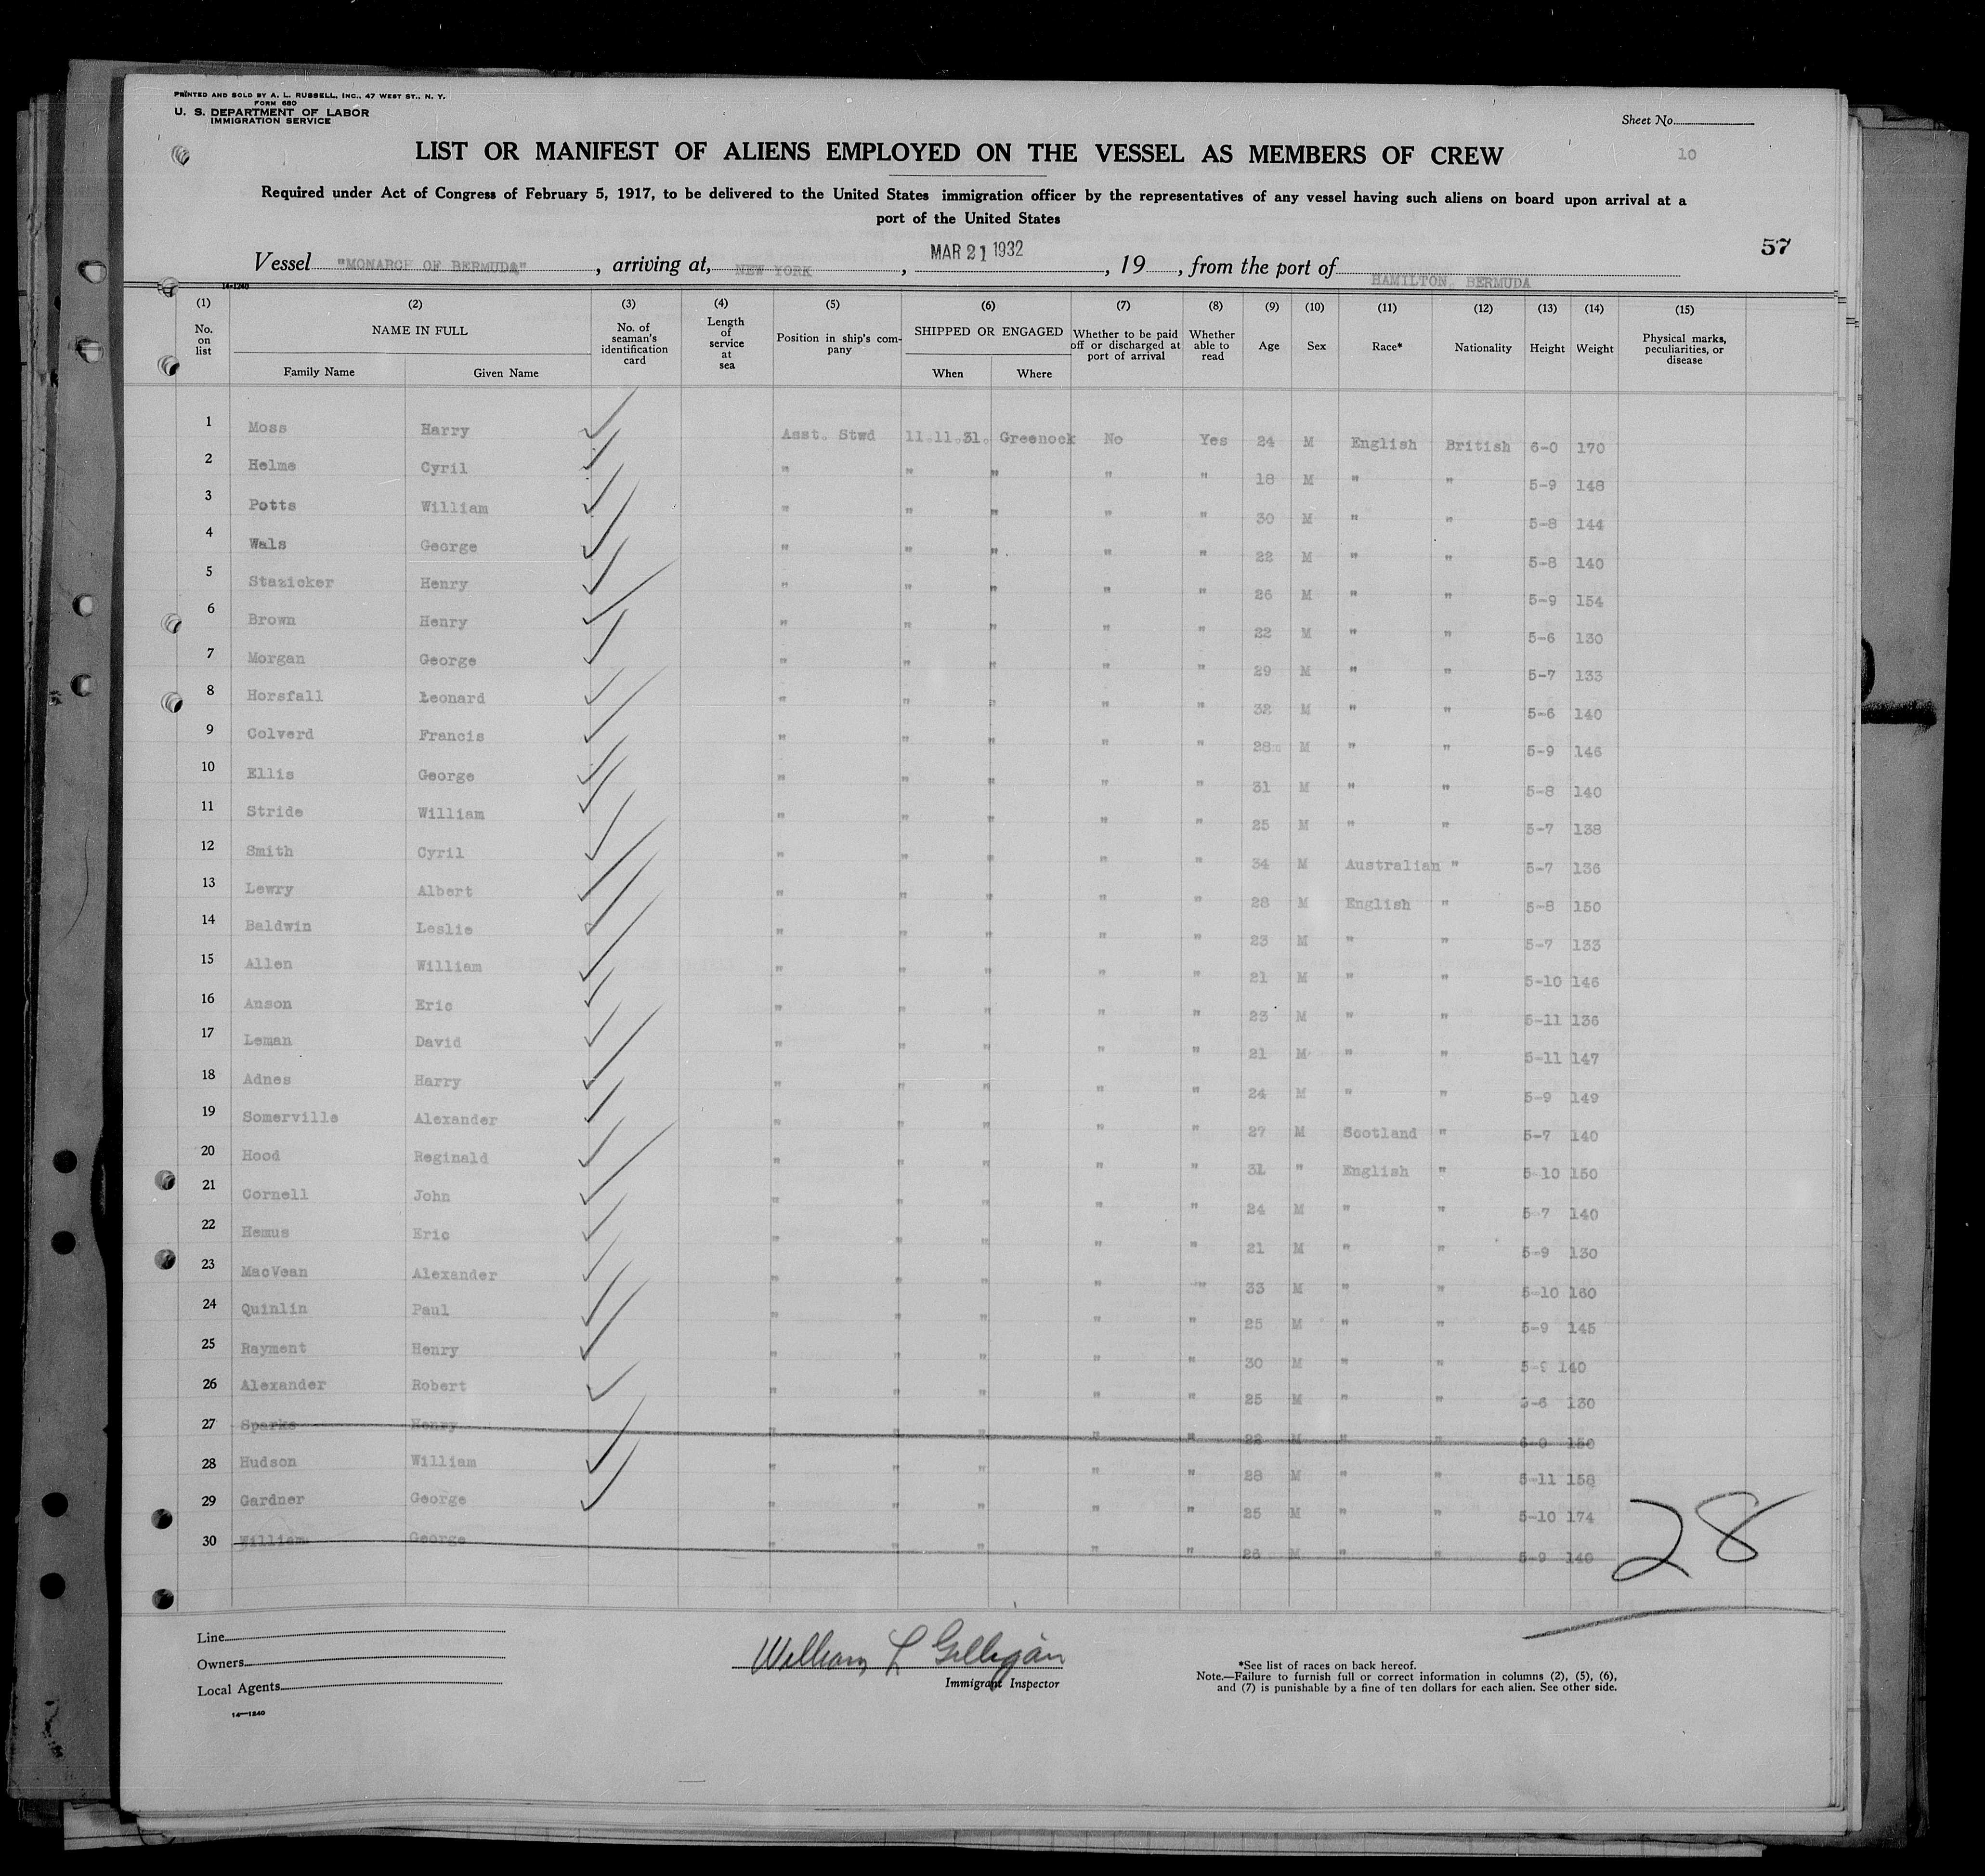 PRINTED AND SOLD BY A. L. RUSSELL, INC., 47 WEST ST., N. Y.
FORM 680
U. S. DEPARTMENT OF LABOR
IMMIGRATION SERVICE
Sheet No.
10
LIST OR MANIFEST OF ALIENS EMPLOYED ON THE VESSEL AS MEMBERS OF CREW
Required under Act of Congress of February 5, 1917, to be delivered to the United States immigration officer by the representatives of any vessel having such aliens on board upon arrival at a
port of the United States
57
Vessel "MONARCH OF BERMUDA", arriving at, NEW YORK, MAR 21 1932, 19, from the port of HAMILTON, BERMUDA
14-1240
(1) (2) (3) (4) (5) (6) (7) (8) (9) (10) (11) (12) (13) (14) (15)
No. on list NAME IN FULL Family Name Given Name No. of seaman's identification card Length of service at sea Position in ship's company SHIPPED OR ENGAGED When Where Whether to be paid off or discharged at port of arrival Whether able to read Age Sex Race* Nationality Height Weight Physical marks, peculiarities, or disease
1 Moss Harry Asst. Stwd 11.11.31. Greenock No Yes 24 M English British 6-0 170
2 Helme Cyril " " " " " 18 M " " 5-9 148
3 Potts William " " " " " 30 M " " 5-8 144
4 Wals George " " " " " 22 M " " 5-8 140
5 Stazicker Henry " " " " " 26 M " " 5-9 154
6 Brown Henry " " " " " 22 M " " 5-6 130
7 Morgan George " " " " " 29 M " " 5-7 133
8 Horsfall Leonard " " " " " 32 M " " 5-6 140
9 Colverd Francis " " " " " 28 M " " 5-9 146
10 Ellis George " " " " " 31 M " " 5-8 140
11 Stride William " " " " " 25 M " " 5-7 138
12 Smith Cyril " " " " " 34 M Australian " 5-7 136
13 Lewry Albert " " " " " 28 M English " 5-8 150
14 Baldwin Leslie " " " " " 23 M " " 5-7 133
15 Allen William " " " " " 21 M " " 5-10 146
16 Anson Eric " " " " " 23 M " " 5-11 136
17 Leman David " " " " " 21 M " " 5-11 147
18 Adnes Harry " " " " " 24 M " " 5-9 149
19 Somerville Alexander " " " " " 27 M Scotland " 5-7 140
20 Hood Reginald " " " " " 31 " English " 5-10 150
21 Cornell John " " " " " 24 M " " 5-7 140
22 Hemus Eric " " " " " 21 M " " 5-9 130
23 MacVean Alexander " " " " " 33 M " " 5-10 160
24 Quinlin Paul " " " " " 25 M " " 5-9 145
25 Rayment Henry " " " " " 30 M " " 5-9 140
26 Alexander Robert " " " " " 25 M " " 5-6 130
27 Sparks Henry " " " " " M " " 150
28 Hudson William " " " " " 28 M " " 5-11 158
29 Gardner George " " " " " 25 M " " 5-10 174
30 William George " " " " " 26 M " " 5-9 140
28
Line
Owners
Local Agents
14—1240
William L Gilligan
Immigrant Inspector
*See list of races on back hereof.
Note.—Failure to furnish full or correct information in columns (2), (5), (6),
and (7) is punishable by a fine of ten dollars for each alien. See other side.